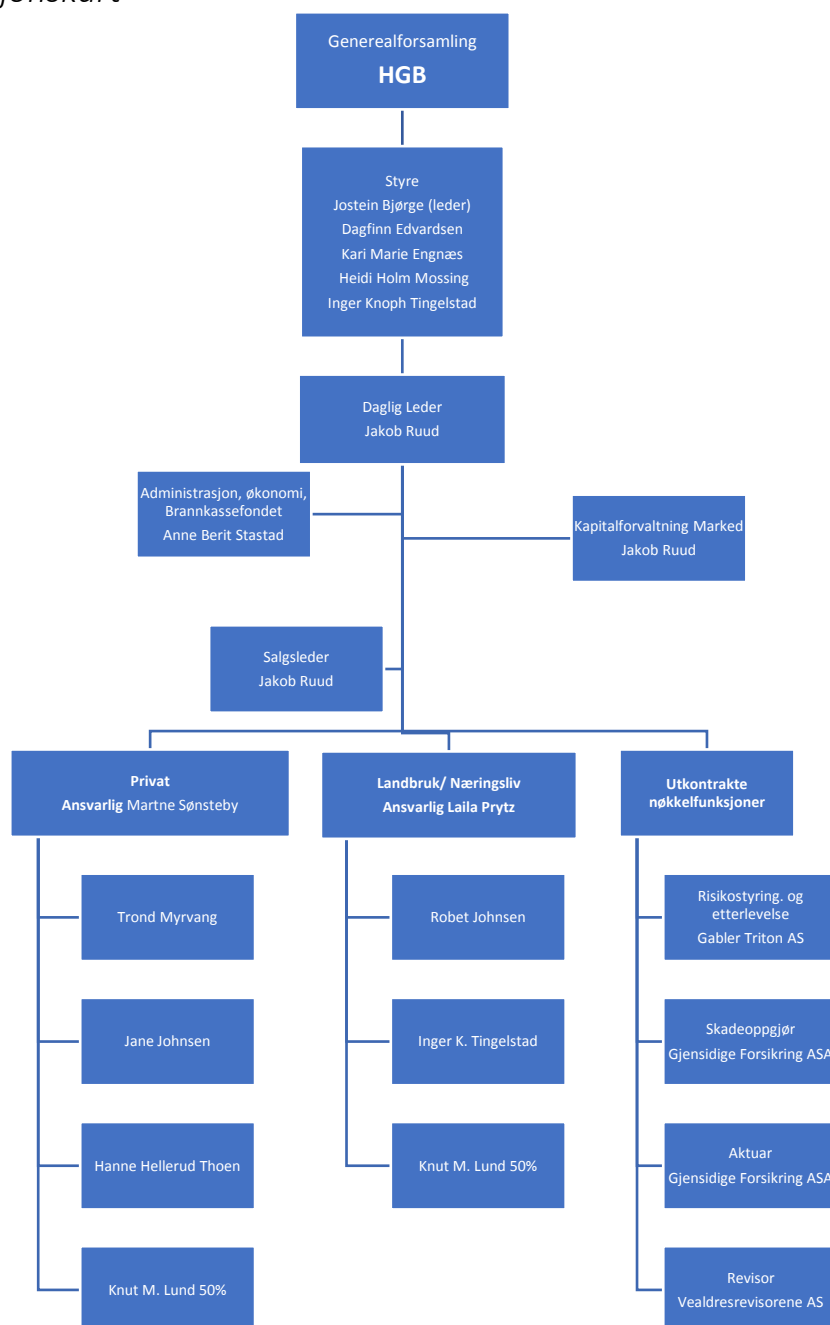 Generealforsamling
HGB
Styre
Jostein Bjørge (leder)
Dagfinn Edvardsen
Kari Marie Engnæs
Heidi Holm Mossing
Inger Knoph Tingelstad
Daglig Leder
Jakob Ruud
Administrasjon, økonomi,
Brannkassefondet
Anne Berit Stastad
Kapitalforvaltning Marked
Jakob Ruud
Salgsleder
Jakob Ruud
Privat
Ansvarlig Martne Sønsteby
Landbruk/ Næringsliv
Ansvarlig Laila Prytz
Utkontrakte
nøkkelfunksjoner
Trond Myrvang
Jane Johnsen
Hanne Hellerud Thoen
Knut M. Lund 50%
Robet Johnsen
Inger K. Tingelstad
Knut M. Lund 50%
Risikostyring. og
etterlevelse
Gabler Triton AS
Skadeoppgjør
Gjensidige Forsikring ASA
Aktuar
Gjensidige Forsikring ASA
Revisor
Vealdresrevisorene AS